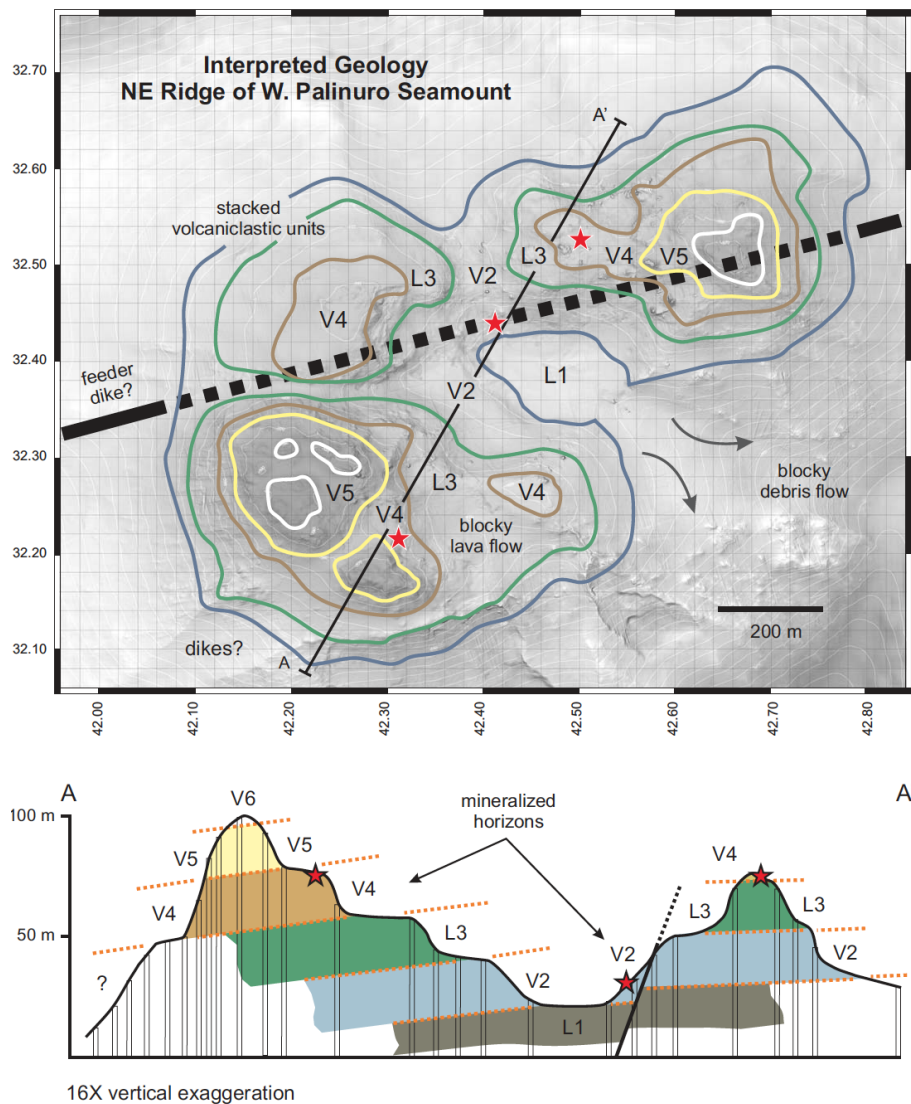 Interpreted Geology
NE Ridge of W. Palinuro Seamount
32.70
32.60
32.50
32.40
32.30
32.20
32.10
A'
stacked
volcaniclastic units
L3
V4
V2
L3
V4
V5
feeder
dike?
V2
L1
V5
L3
V4
V4
blocky
lava flow
blocky
debris flow
200 m
dikes?
A
42.00
42.10
42.20
42.30
42.40
42.50
42.60
42.70
42.80
A
A
100 m
50 m
V6
V5
V5
V4
V4
?
mineralized
horizons
L3
V2
V2
L1
V4
L3
L3
V2
16X vertical exaggeration